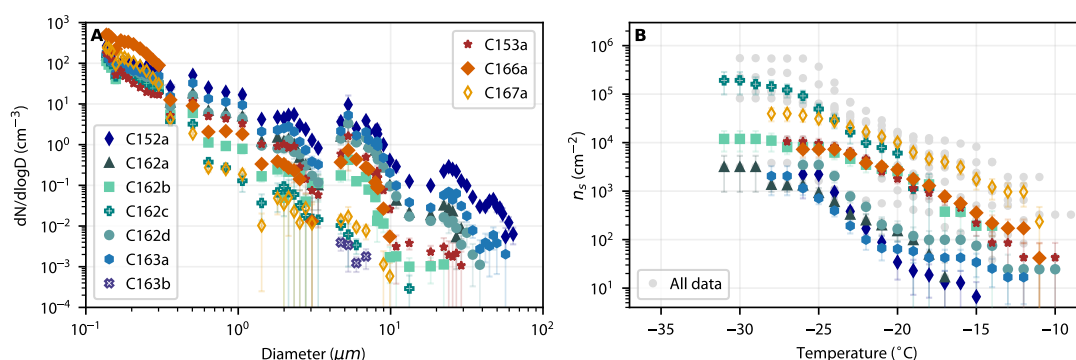 A
dN/dlogD (cm⁻³)
10³
10²
10¹
10⁰
10⁻¹
10⁻²
10⁻³
10⁻⁴
C153a
C166a
C167a
C152a
C162a
C162b
C162c
C162d
C163a
C163b
10⁻¹ 10⁰ 10¹ 10²
Diameter (μm)
B
nₛ (cm⁻²)
10⁶
10⁵
10⁴
10³
10²
10¹
All data
−35 −30 −25 −20 −15 −10
Temperature (°C)